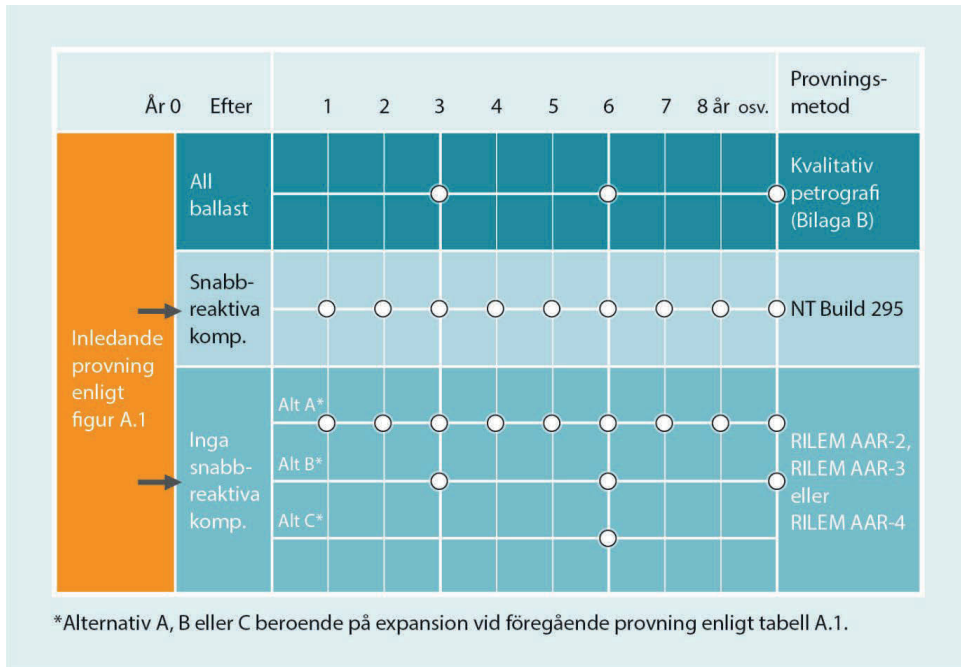 År 0 Efter 1 2 3 4 5 6 7 8 år osv. Provnings-
metod
Inledande
provning
enligt
figur A.1
All
ballast
Kvalitativ
petrografi
(Bilaga B)
Snabb-
reaktiva
komp.
NT Build 295
Inga
snabb-
reaktiva
komp.
Alt A*
Alt B*
Alt C*
RILEM AAR-2,
RILEM AAR-3
eller
RILEM AAR-4
*Alternativ A, B eller C beroende på expansion vid föregående provning enligt tabell A.1.